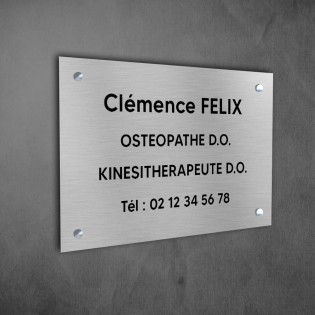 Clémence FELIX
OSTEOPATHE D.O.
KINESITHERAPEUTE D.O.
Tél : 02 12 34 56 78